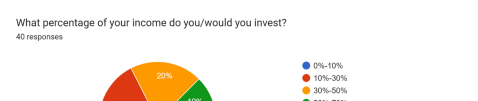 What percentage of your income do you/would you invest?
40 responses
0%-10%
20%
10%-30%
30%-50%